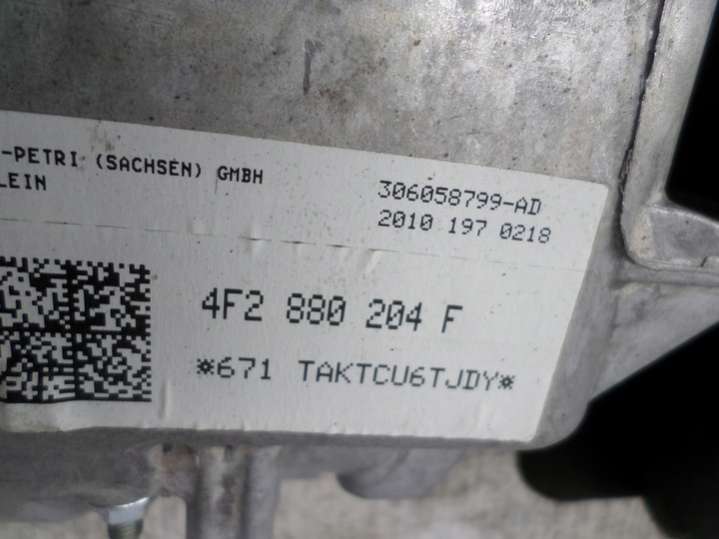 -PETRI (SACHSEN) GMBH
LEIN
306058799-AD
2010 197 0218
4F2 880 204 F
*671 TAKTCU6TJDY*